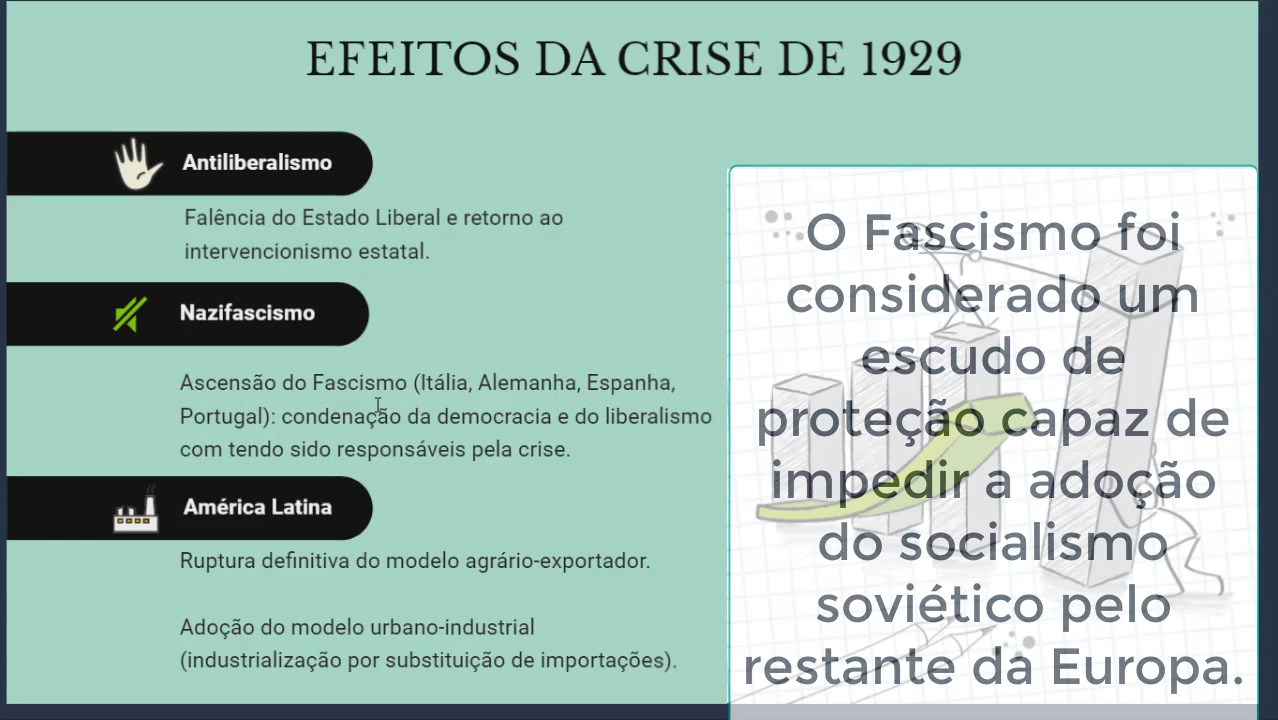 EFEITOS DA CRISE DE 1929
Antiliberalismo
Falência do Estado Liberal e retorno ao
intervencionismo estatal.
Nazifascismo
Ascensão do Fascismo (Itália, Alemanha, Espanha,
Portugal): condenação da democracia e do liberalismo
com tendo sido responsáveis pela crise.
América Latina
Ruptura definitiva do modelo agrário-exportador.
Adoção do modelo urbano-industrial
(industrialização por substituição de importações).
O Fascismo foi
considerado um
escudo de
proteção capaz de
impedir a adoção
do socialismo
soviético pelo
restante da Europa.